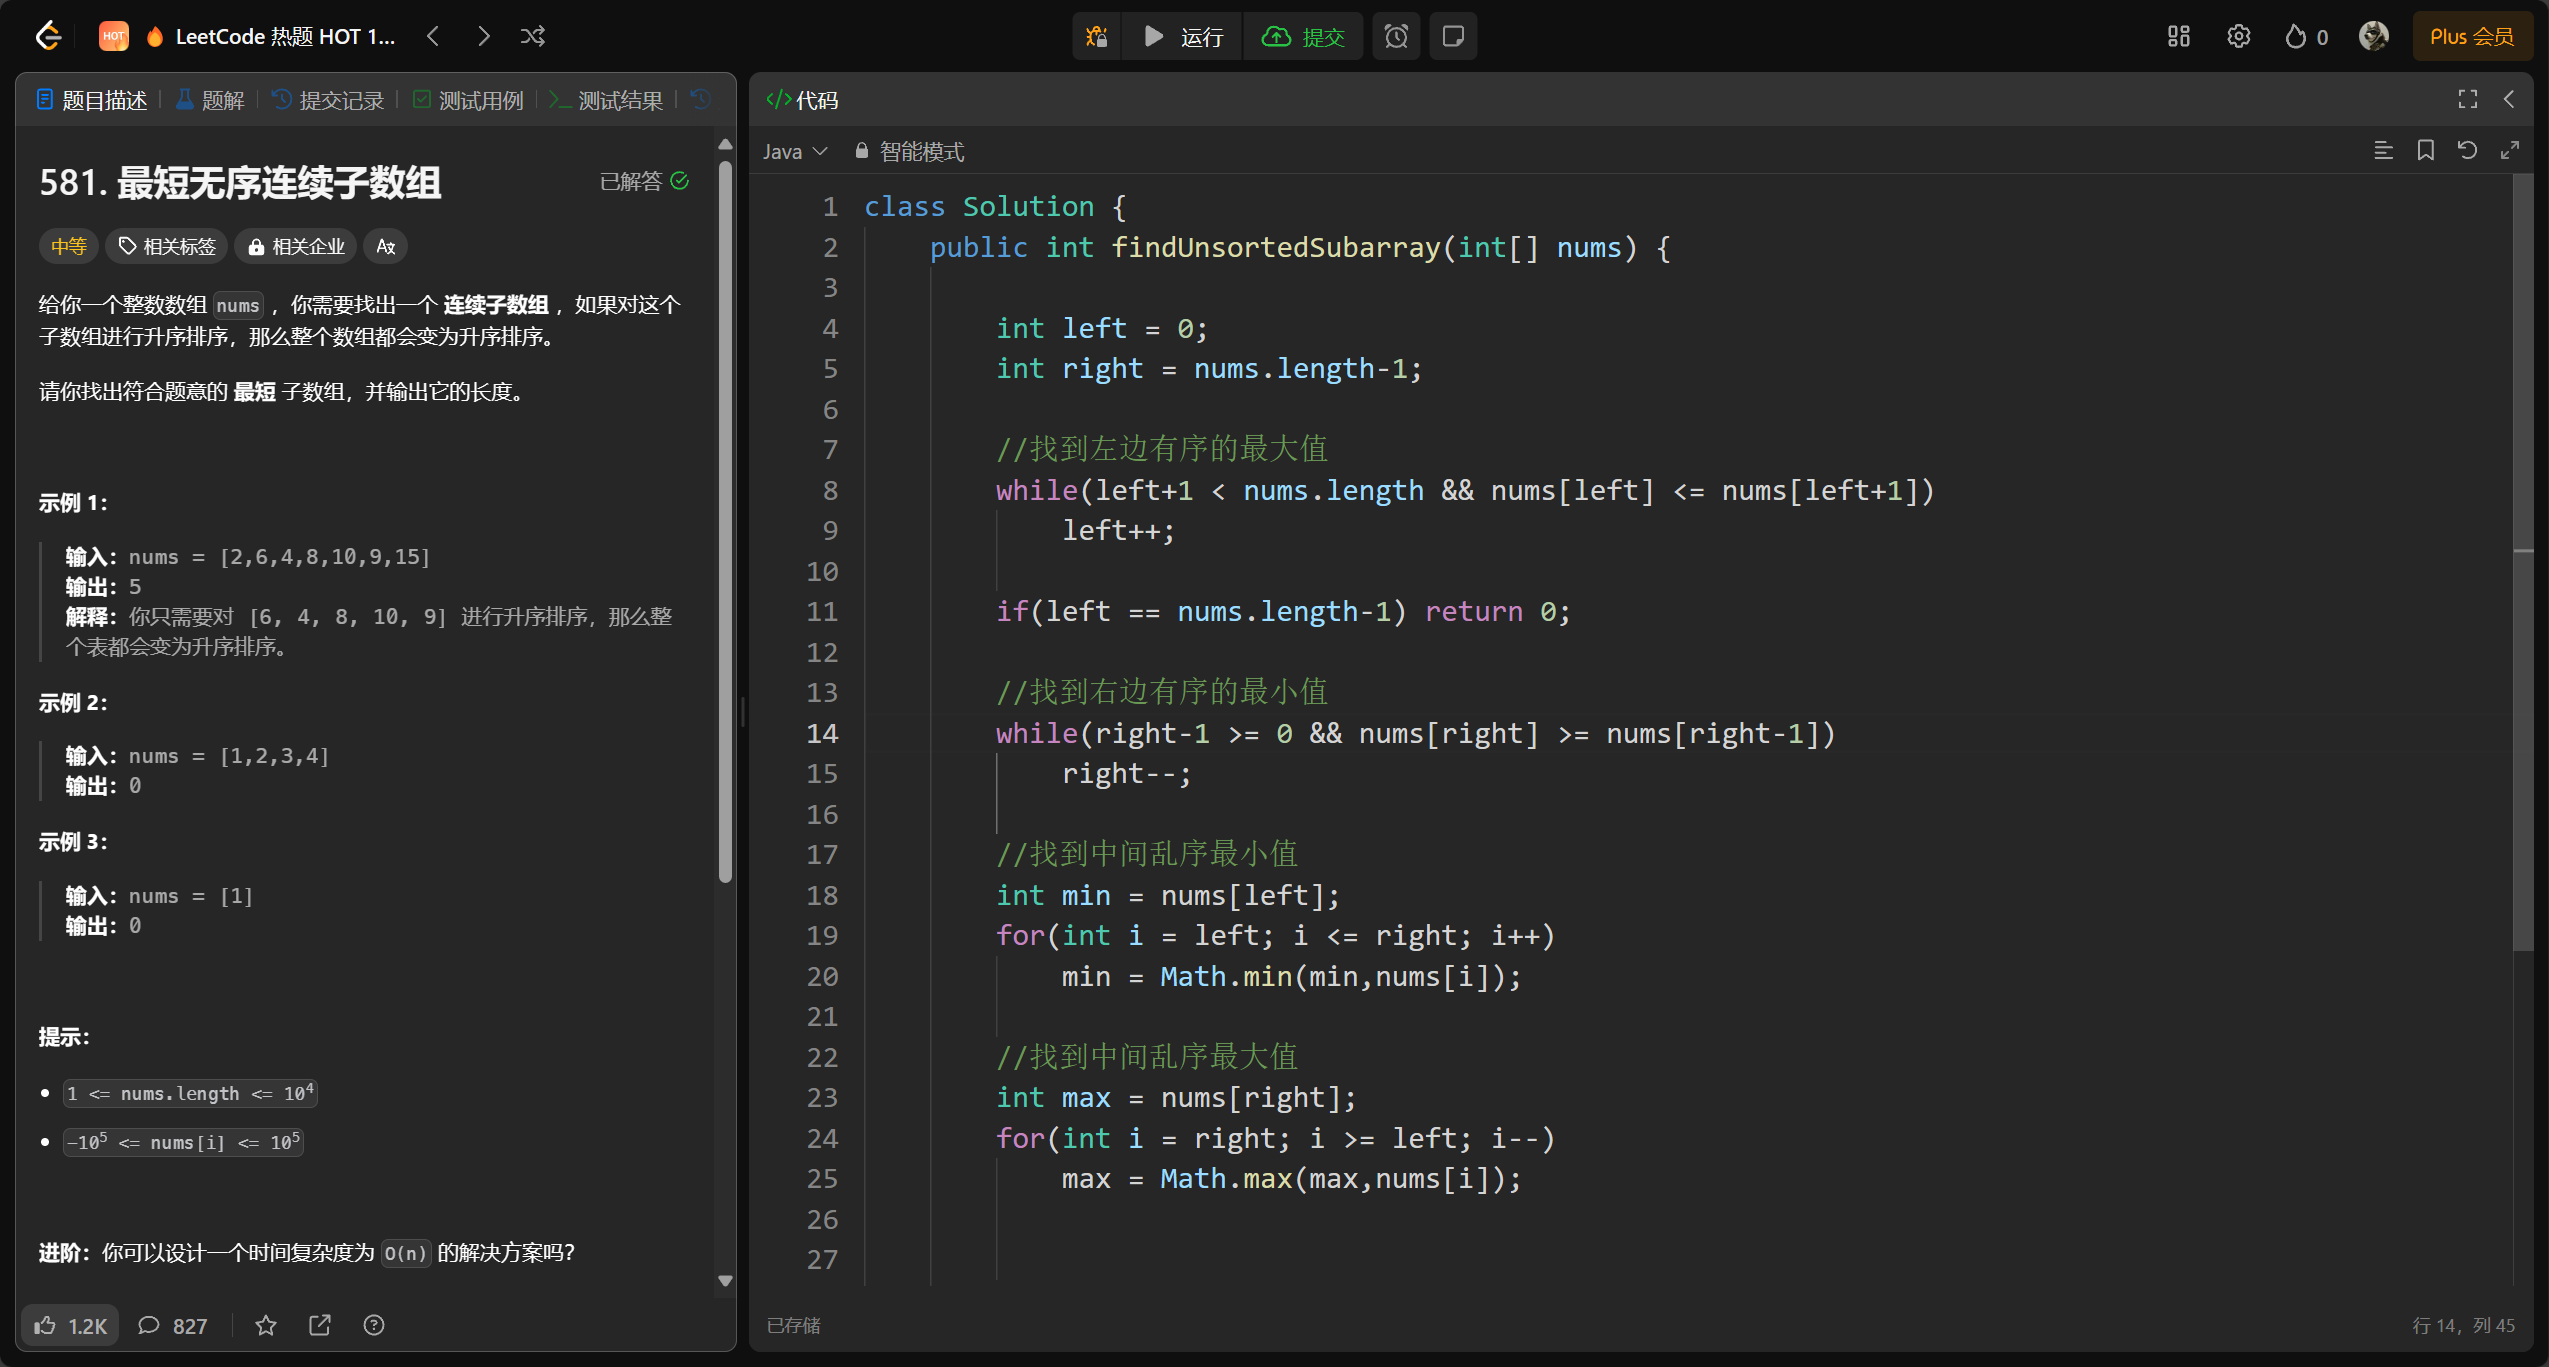 HOT LeetCode 热题 HOT 1... 运行 提交 0 Plus 会员
题目描述 题解 提交记录 测试用例 测试结果
581. 最短无序连续子数组 已解答
中等 相关标签 相关企业
给你一个整数数组 nums ，你需要找出一个 连续子数组 ，如果对这个
子数组进行升序排序，那么整个数组都会变为升序排序。
请你找出符合题意的 最短 子数组，并输出它的长度。
示例 1：
输入：nums = [2,6,4,8,10,9,15]
输出：5
解释：你只需要对 [6, 4, 8, 10, 9] 进行升序排序，那么整
个表都会变为升序排序。
示例 2：
输入：nums = [1,2,3,4]
输出：0
示例 3：
输入：nums = [1]
输出：0
提示：
1 <= nums.length <= 10⁴
-10⁵ <= nums[i] <= 10⁵
进阶：你可以设计一个时间复杂度为 O(n) 的解决方案吗？
1.2K 827
</> 代码
Java 智能模式
1 class Solution {
2 public int findUnsortedSubarray(int[] nums) {
3
4 int left = 0;
5 int right = nums.length-1;
6
7 //找到左边有序的最大值
8 while(left+1 < nums.length && nums[left] <= nums[left+1])
9 left++;
10
11 if(left == nums.length-1) return 0;
12
13 //找到右边有序的最小值
14 while(right-1 >= 0 && nums[right] >= nums[right-1])
15 right--;
16
17 //找到中间乱序最小值
18 int min = nums[left];
19 for(int i = left; i <= right; i++)
20 min = Math.min(min,nums[i]);
21
22 //找到中间乱序最大值
23 int max = nums[right];
24 for(int i = right; i >= left; i--)
25 max = Math.max(max,nums[i]);
26
27
已存储 行 14，列 45